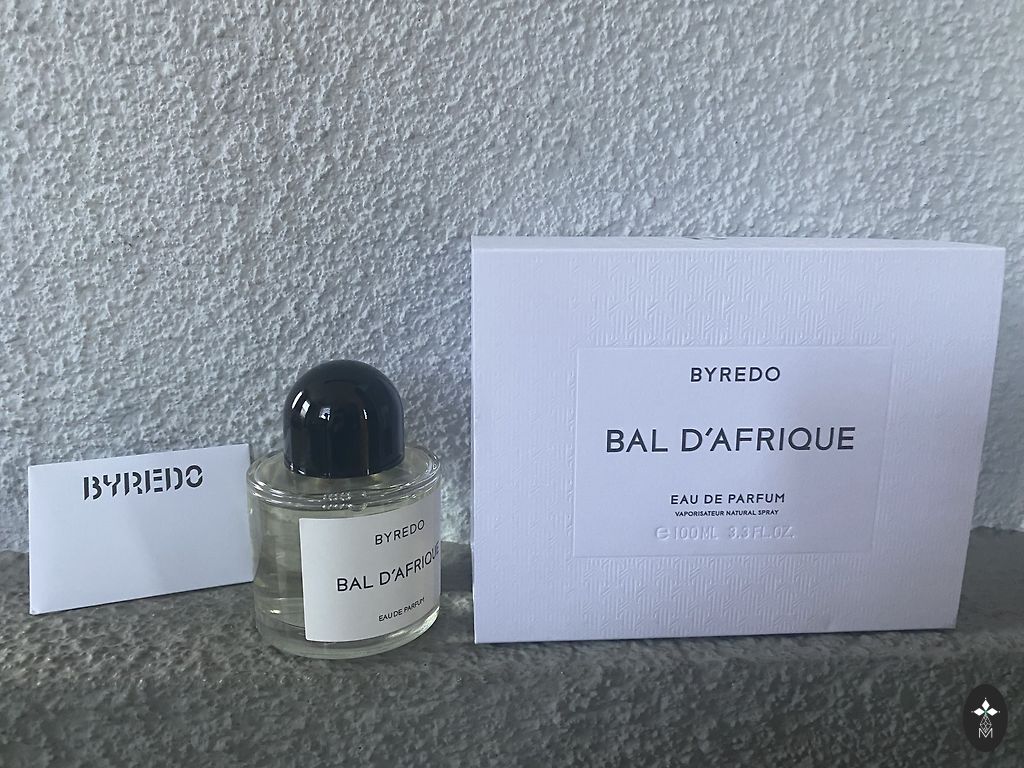 BYREDO
BYREDO
BAL D'AFRIQUE
EAU DE PARFUM
BYREDO
BAL D'AFRIQUE
EAU DE PARFUM
VAPORISATEUR NATURAL SPRAY
℮100ML 3.3 FL.OZ.
M